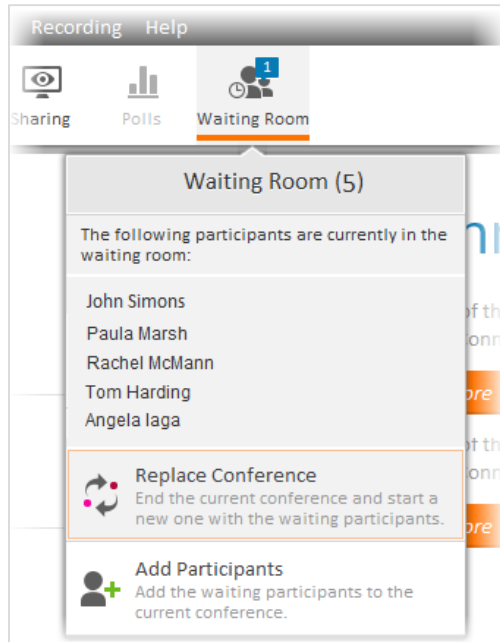 Recording Help
1
Sharing Polls Waiting Room
Waiting Room (5)
The following participants are currently in the
waiting room:
John Simons
Paula Marsh
Rachel McMann
Tom Harding
Angela Iaga
Replace Conference
End the current conference and start a
new one with the waiting participants.
Add Participants
Add the waiting participants to the
current conference.
of th